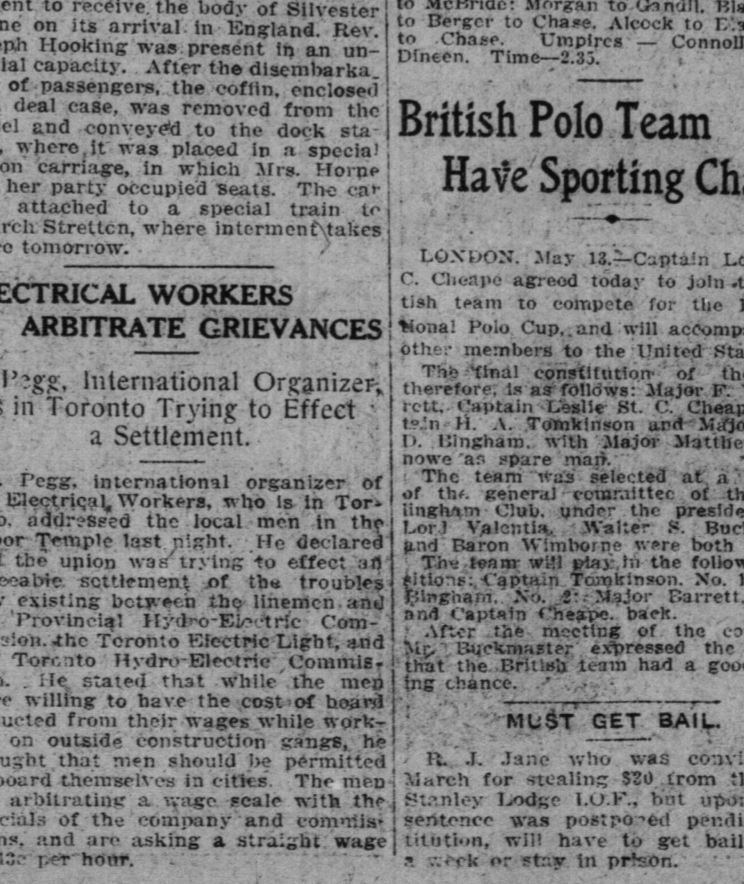 ent to receive the body of Silvester
ne on its arrival in England. Rev.
eph Hooking was present in an un-
ial capacity. After the disembarka-
of passengers, the coffin, enclosed
deal case, was removed from the
el and conveyed to the dock sta-
, where it was placed in a special
on carriage, in which Mrs. Horne
her party occupied seats. The car
attached to a special train to
rch Stretton, where interment takes
e tomorrow.
ECTRICAL WORKERS
ARBITRATE GRIEVANCES
Pegg, International Organizer,
in Toronto Trying to Effect
a Settlement.
. Pegg, international organizer of
Electrical Workers, who is in Tor-
o, addressed the local men in the
or Temple last night. He declared
t the union was trying to effect an
eeable settlement of the troubles
y existing between the linemen and
Provincial Hydro-Electric Com-
sion, the Toronto Electric Light, and
Toronto Hydro-Electric Commis-
. He stated that while the men
e willing to have the cost of board
ucted from their wages while work-
on outside construction gangs, he
ught that men should be permitted
board themselves in cities. The men
arbitrating a wage scale with the
cials of the company and commis-
ns, and are asking a straight wage
per hour.
to McBride; Morgan to Gandil. Bla
to Berger to Chase, Alcock to
to Chase. Umpires — Connoll
Dineen. Time—2.35.
British Polo Team
Have Sporting Cha
LONDON, May 13.—Captain Le
C. Cheape agreed today to join t
tish team to compete for the I
tional Polo Cup, and will accomp
other members to the United Sta
The final constitution of the
therefore, is as follows: Major F.
rett, Captain Leslie St. C. Cheap
tain H. A. Tomkinson and Majo
D. Bingham, with Major Matthe
nowe as spare man.
The team was selected at a
of the general committee of th
lingham Club, under the preside
Lord Valentia. Walter S. Buc
and Baron Wimborne were both
The team will play in the follow
sitions: Captain Tomkinson, No. 1
Bingham, No. 2; Major Barrett,
and Captain Cheape, back.
After the meeting of the co
Mr. Buckmaster expressed the
that the British team had a good
ing chance.
MUST GET BAIL.
R. J. Jane who was convi
March for stealing $20 from th
Stanley Lodge I.O.F., but upon
sentence was postponed pendi
titution, will have to get bail
a week or stay in prison.